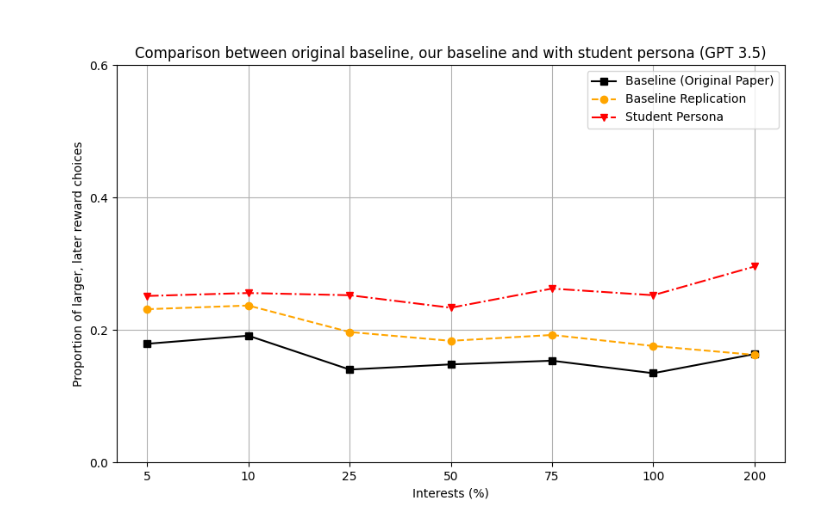 Comparison between original baseline, our baseline and with student persona (GPT 3.5)
0.6
0.4
0.2
0.0
Proportion of larger, later reward choices
Baseline (Original Paper)
Baseline Replication
Student Persona
5 10 25 50 75 100 200
Interests (%)